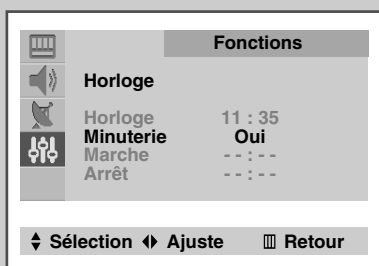 Fonctions
Horloge
Horloge 11 : 35
Minuterie Oui
Marche - - : - -
Arrêt - - : - -
Sélection Ajuste Retour